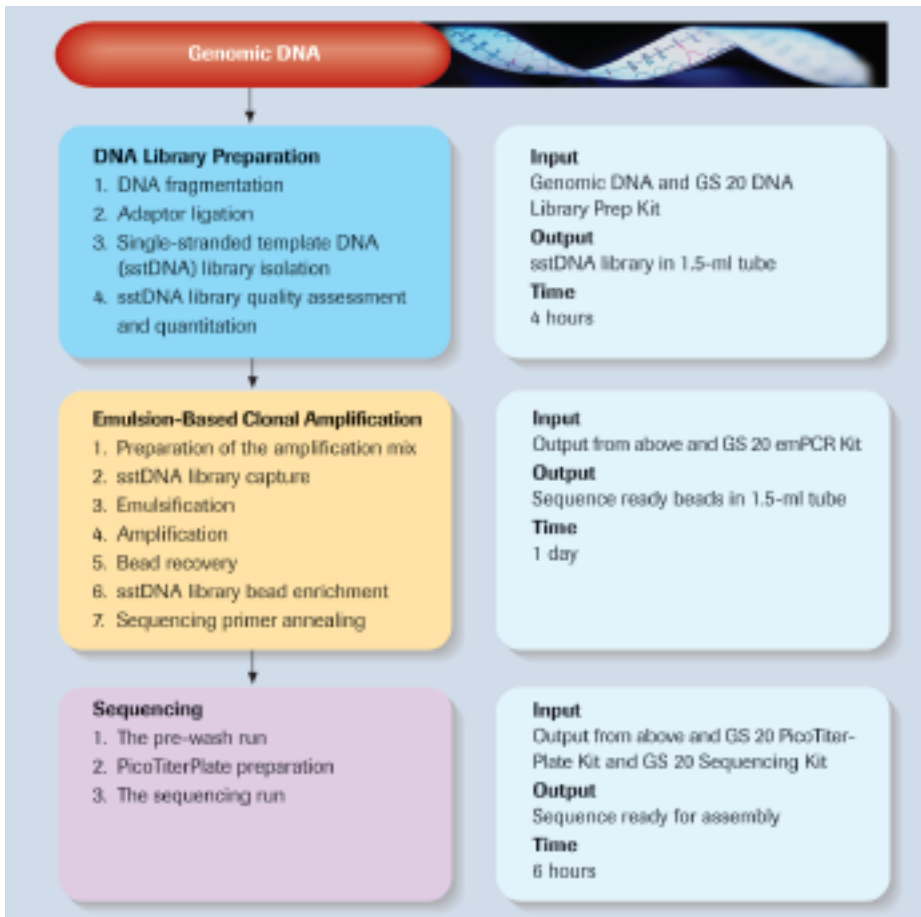 Genomic DNA
DNA Library Preparation
1. DNA fragmentation
2. Adaptor ligation
3. Single-stranded template DNA
(sstDNA) library isolation
4. sstDNA library quality assessment
and quantitation
Input
Genomic DNA and GS 20 DNA
Library Prep Kit
Output
sstDNA library in 1.5-ml tube
Time
4 hours
Emulsion-Based Clonal Amplification
1. Preparation of the amplification mix
2. sstDNA library capture
3. Emulsification
4. Amplification
5. Bead recovery
6. sstDNA library bead enrichment
7. Sequencing primer annealing
Input
Output from above and GS 20 emPCR Kit
Output
Sequence ready beads in 1.5-ml tube
Time
1 day
Sequencing
1. The pre-wash run
2. PicoTiterPlate preparation
3. The sequencing run
Input
Output from above and GS 20 PicoTiter-
Plate Kit and GS 20 Sequencing Kit
Output
Sequence ready for assembly
Time
6 hours